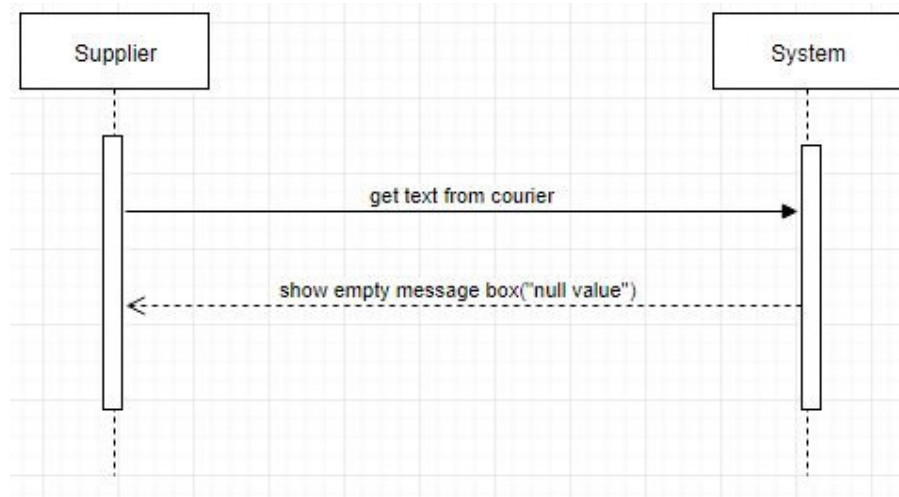 Supplier
System
get text from courier
show empty message box("null value")